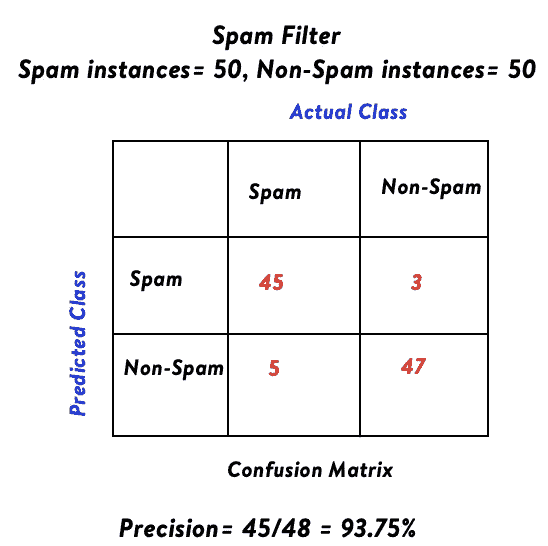 Spam Filter
Spam instances= 50, Non-Spam instances= 50
Actual Class
Spam Non-Spam
Predicted Class
Spam 45 3
Non-Spam 5 47
Confusion Matrix
Precision= 45/48 = 93.75%